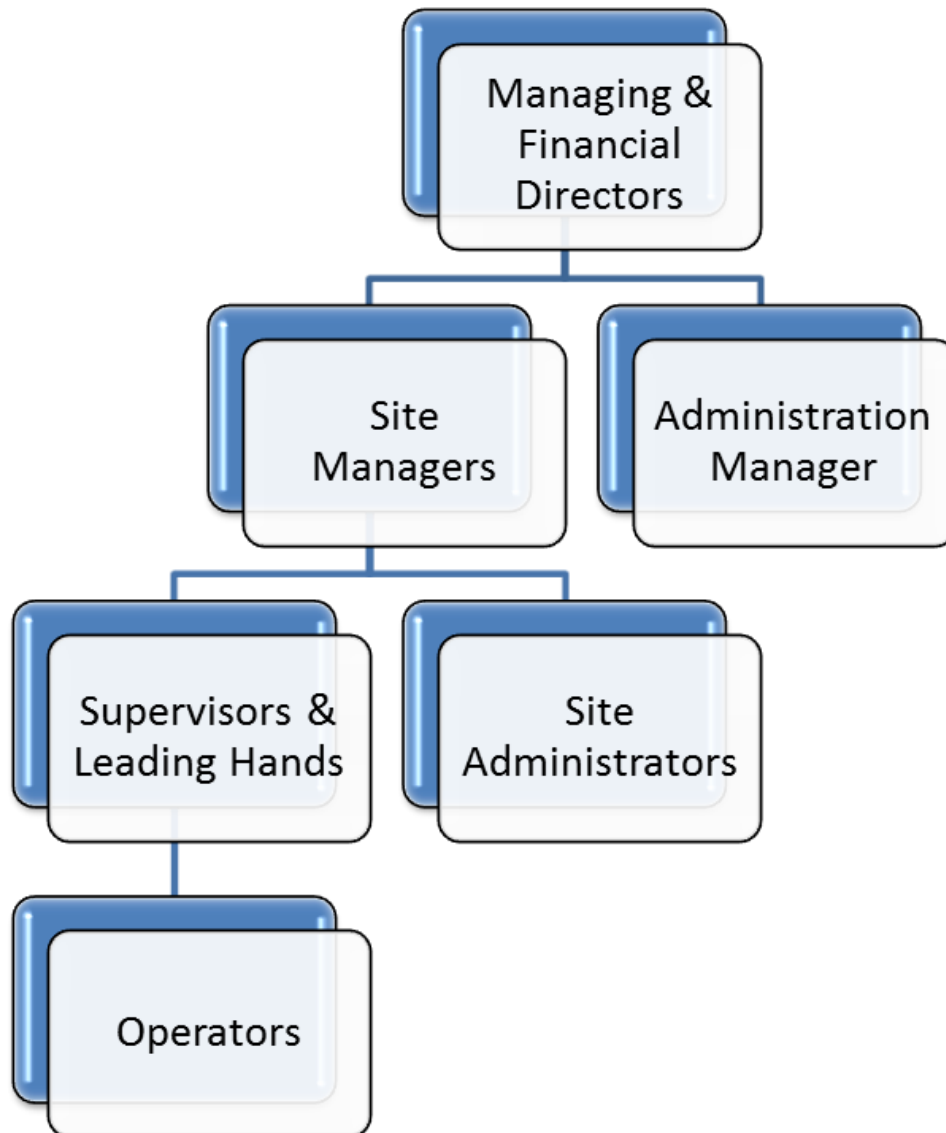 Managing &
Financial
Directors
Site
Managers
Administration
Manager
Supervisors &
Leading Hands
Site
Administrators
Operators